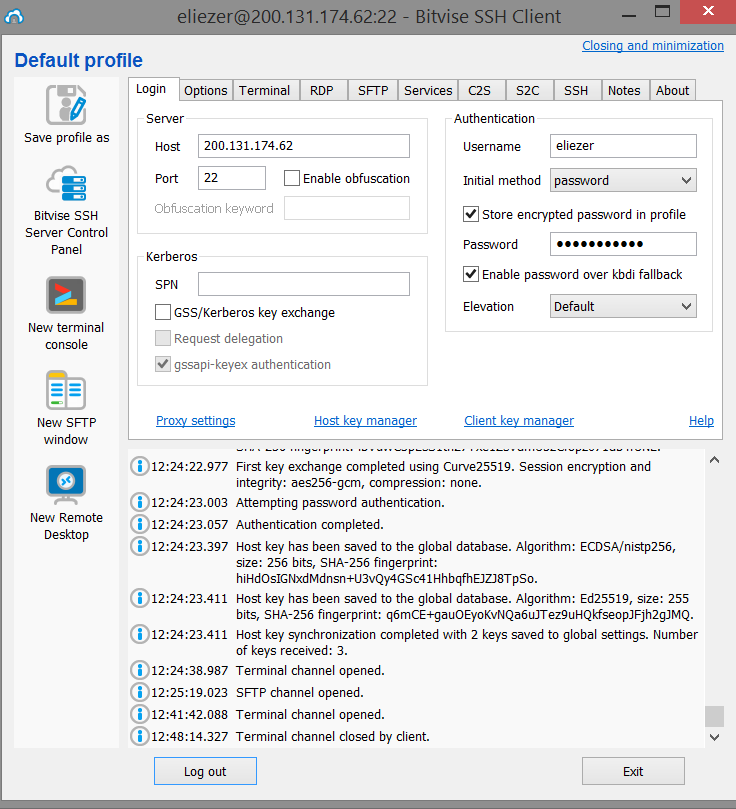 eliezer@200.131.174.62:22 - Bitvise SSH Client
Closing and minimization
Default profile
Save profile as
Bitvise SSH
Server Control
Panel
New terminal
console
New SFTP
window
New Remote
Desktop
Login Options Terminal RDP SFTP Services C2S S2C SSH Notes About
Server
Host 200.131.174.62
Port 22 Enable obfuscation
Obfuscation keyword
Kerberos
SPN
GSS/Kerberos key exchange
Request delegation
gssapi-keyex authentication
Authentication
Username eliezer
Initial method password
Store encrypted password in profile
Password
Enable password over kbdi fallback
Elevation Default
Proxy settings Host key manager Client key manager Help
12:24:22.977 First key exchange completed using Curve25519. Session encryption and
integrity: aes256-gcm, compression: none.
12:24:23.003 Attempting password authentication.
12:24:23.057 Authentication completed.
12:24:23.397 Host key has been saved to the global database. Algorithm: ECDSA/nistp256,
size: 256 bits, SHA-256 fingerprint:
hiHdOsIGNxdMdnsn+U3vQy4GSc41HhbqfhEJZJ8TpSo.
12:24:23.411 Host key has been saved to the global database. Algorithm: Ed25519, size: 255
bits, SHA-256 fingerprint: q6mCE+gauOEyoKvNQa6uJTez9uHQkfseopJFjh2gJMQ.
12:24:23.411 Host key synchronization completed with 2 keys saved to global settings. Number
of keys received: 3.
12:24:38.987 Terminal channel opened.
12:25:19.023 SFTP channel opened.
12:41:42.088 Terminal channel opened.
12:48:14.327 Terminal channel closed by client.
Log out Exit